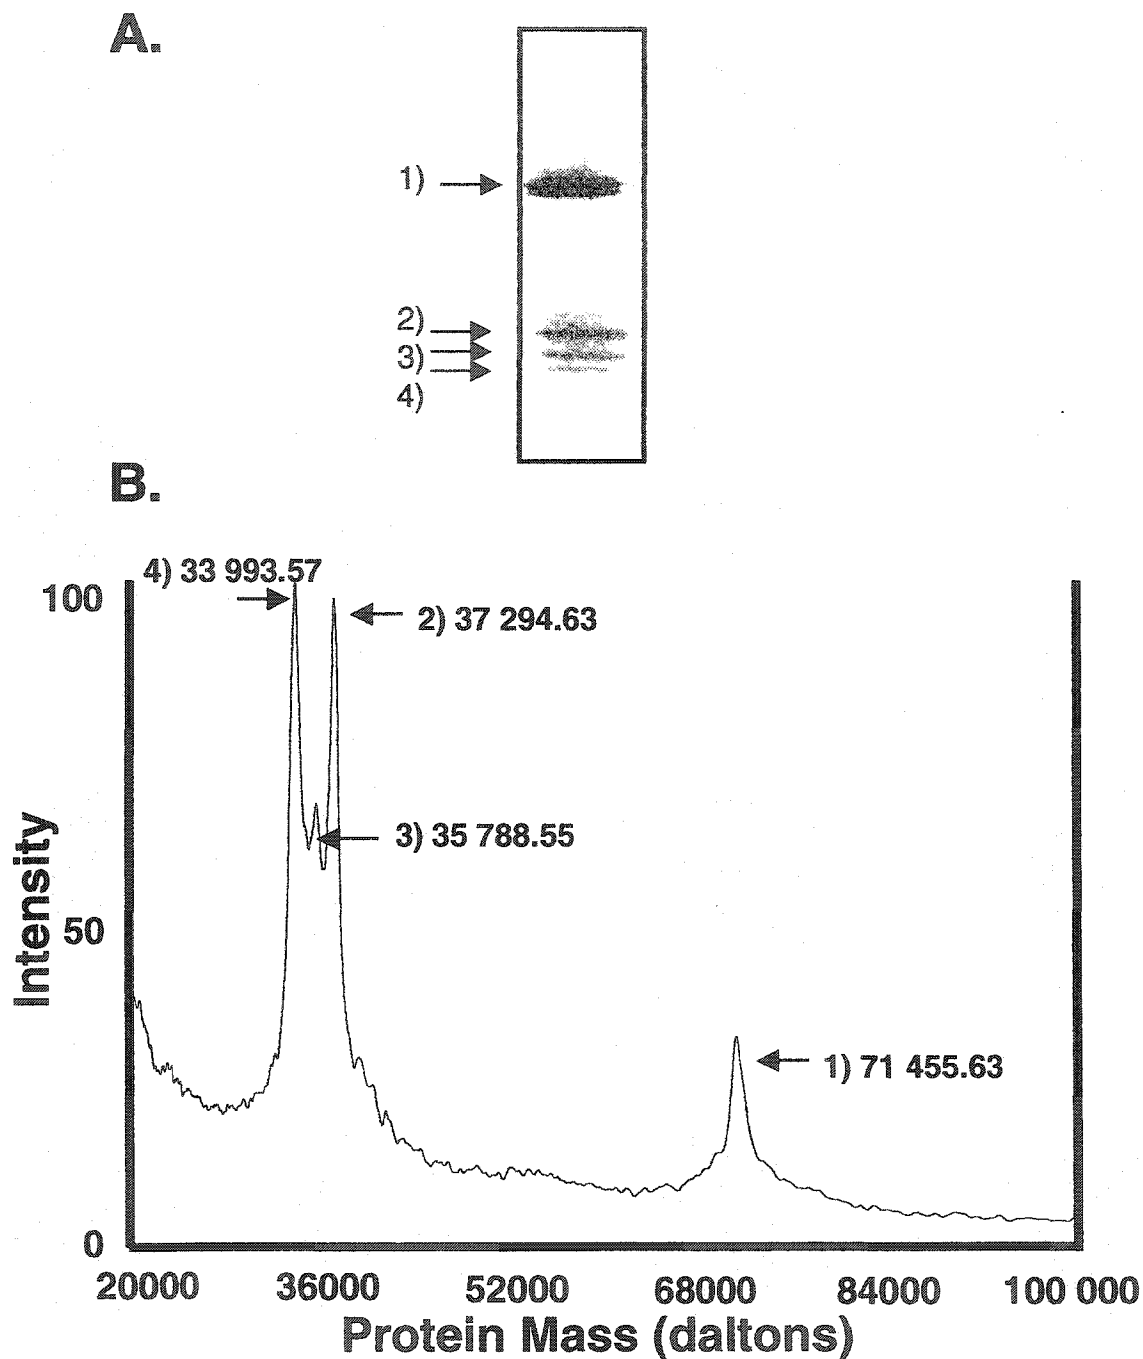 A.
1)
2)
3)
4)
B.
4) 33 993.57
100
2) 37 294.63
3) 35 788.55
Intensity
50
1) 71 455.63
0
20000 36000 52000 68000 84000 100 000
Protein Mass (daltons)